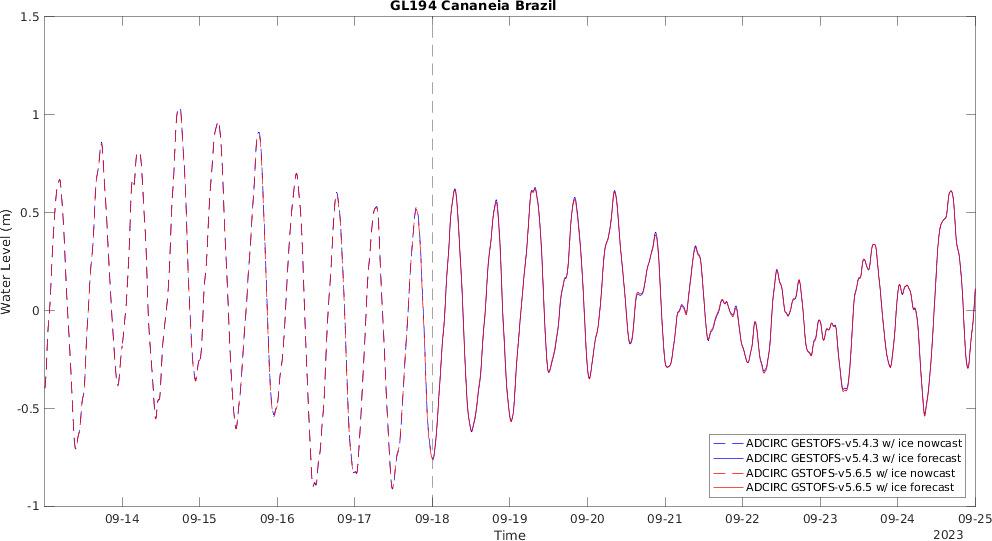 GL194 Cananeia Brazil
1.5
1
0.5
0
-0.5
-1
Water Level (m)
ADCIRC GESTOFS-v5.4.3 w/ ice nowcast
ADCIRC GESTOFS-v5.4.3 w/ ice forecast
ADCIRC GSTOFS-v5.6.5 w/ ice nowcast
ADCIRC GSTOFS-v5.6.5 w/ ice forecast
09-14 09-15 09-16 09-17 09-18 09-19 09-20 09-21 09-22 09-23 09-24 09-25
Time
2023